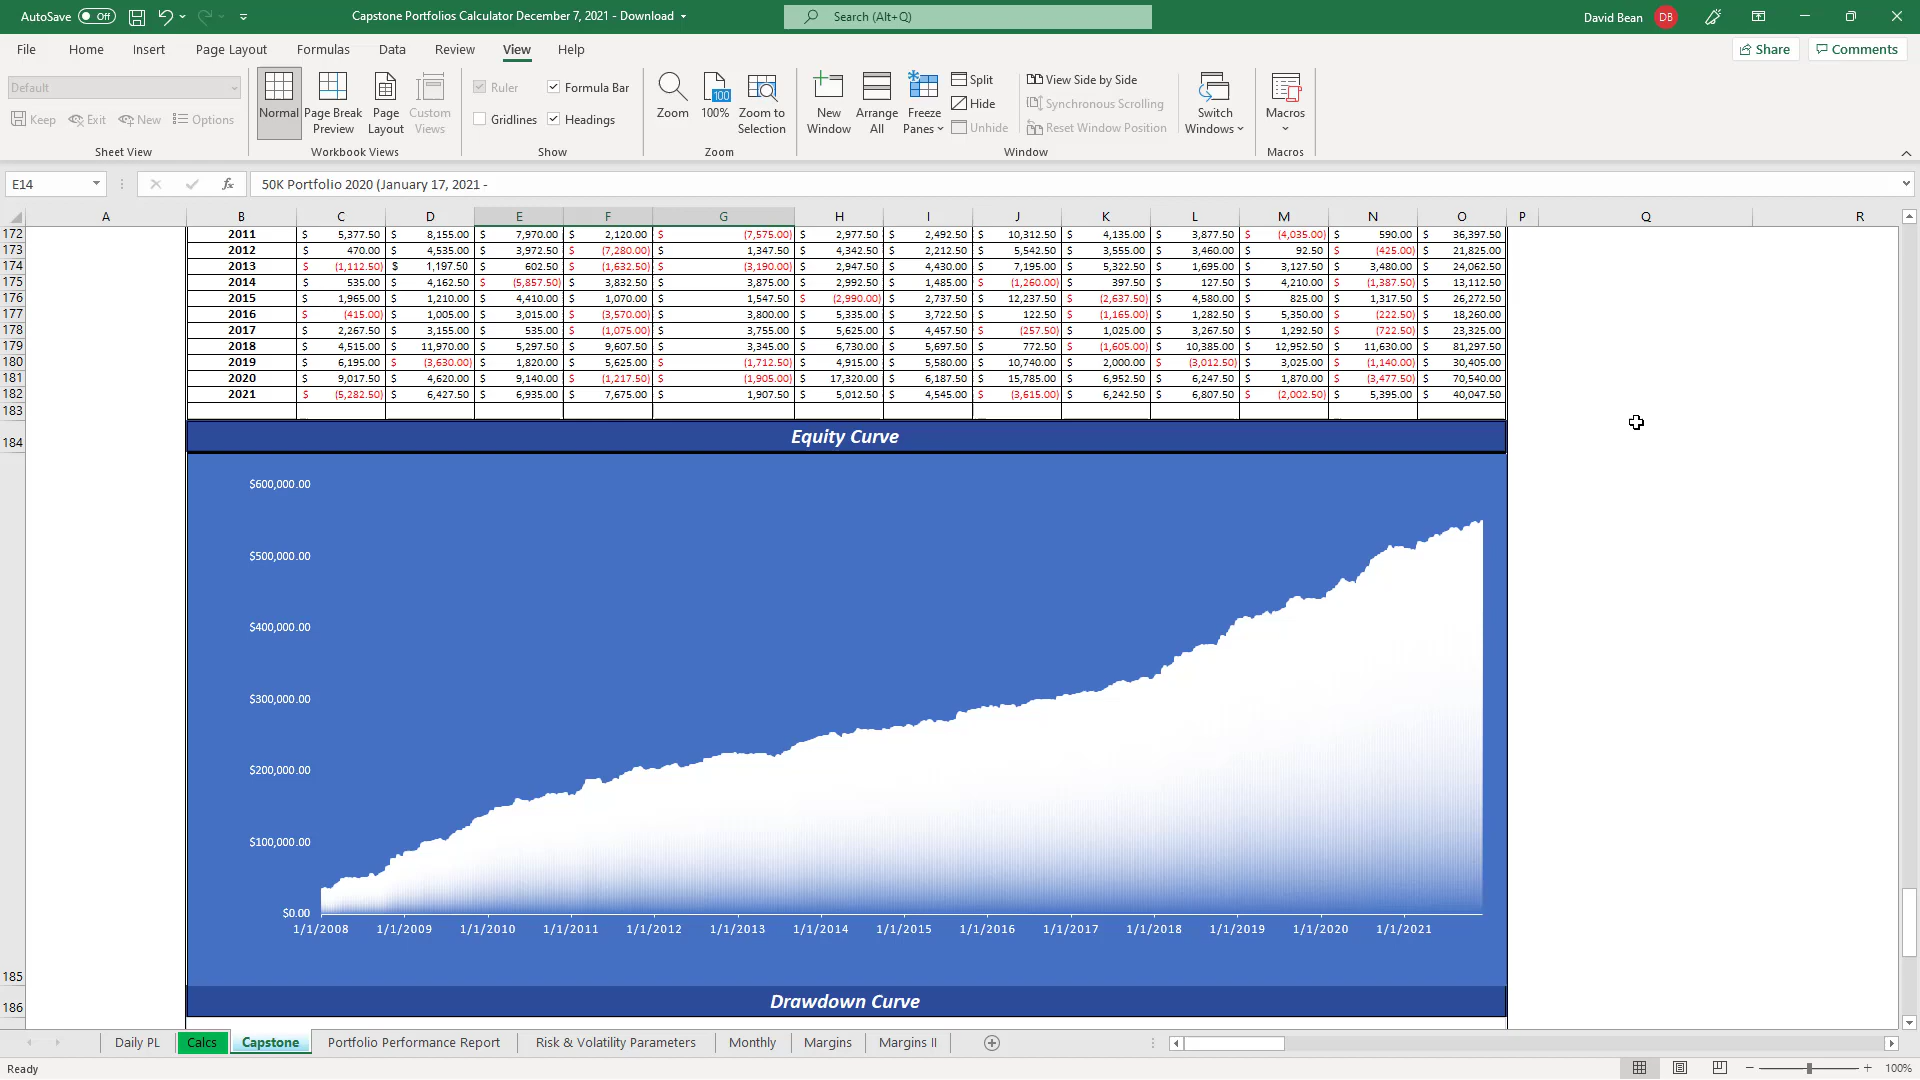 AutoSave Off Capstone Portfolios Calculator December 7, 2021 - Download Search (Alt+Q) David Bean DB
File Home Insert Page Layout Formulas Data Review View Help Share Comments
Default
Keep Exit New Options
Sheet View
Normal Page Break Preview Page Layout Custom Views
Workbook Views
Ruler Formula Bar
Gridlines Headings
Show
Zoom 100% Zoom to Selection
100
Zoom
New Window Arrange All Freeze Panes
Split
Hide
Unhide
View Side by Side
Synchronous Scrolling
Reset Window Position
Switch Windows
Window
Macros
Macros
E14 fx 50K Portfolio 2020 (January 17, 2021 -
A B C D E F G H I J K L M N O P Q R
172 2011 $ 5,377.50 $ 8,155.00 $ 7,970.00 $ 2,120.00 $ (7,575.00) $ 2,977.50 $ 2,492.50 $ 10,312.50 $ 4,135.00 $ 3,877.50 $ (4,035.00) $ 590.00 $ 36,397.50
173 2012 $ 470.00 $ 4,535.00 $ 3,972.50 $ (7,280.00) $ 1,347.50 $ 4,342.50 $ 2,212.50 $ 5,542.50 $ 3,555.00 $ 3,460.00 $ 92.50 $ (425.00) $ 21,825.00
174 2013 $ (1,112.50) $ 1,197.50 $ 602.50 $ (1,632.50) $ (3,190.00) $ 2,947.50 $ 4,430.00 $ 7,195.00 $ 5,322.50 $ 1,695.00 $ 3,127.50 $ 3,480.00 $ 24,062.50
175 2014 $ 535.00 $ 4,162.50 $ (5,857.50) $ 3,832.50 $ 3,875.00 $ 2,992.50 $ 1,485.00 $ (1,260.00) $ 397.50 $ 127.50 $ 4,210.00 $ (1,387.50) $ 13,112.50
176 2015 $ 1,965.00 $ 1,210.00 $ 4,410.00 $ 1,070.00 $ 1,547.50 $ (2,990.00) $ 2,737.50 $ 12,237.50 $ (2,637.50) $ 4,580.00 $ 825.00 $ 1,317.50 $ 26,272.50
177 2016 $ (415.00) $ 1,005.00 $ 3,015.00 $ (3,570.00) $ 3,800.00 $ 5,335.00 $ 3,722.50 $ 122.50 $ (1,165.00) $ 1,282.50 $ 5,350.00 $ (222.50) $ 18,260.00
178 2017 $ 2,267.50 $ 3,155.00 $ 535.00 $ (1,075.00) $ 3,755.00 $ 5,625.00 $ 4,457.50 $ (257.50) $ 1,025.00 $ 3,267.50 $ 1,292.50 $ (722.50) $ 23,325.00
179 2018 $ 4,515.00 $ 11,970.00 $ 5,297.50 $ 9,607.50 $ 3,345.00 $ 6,730.00 $ 5,697.50 $ 772.50 $ (1,605.00) $ 10,385.00 $ 12,952.50 $ 11,630.00 $ 81,297.50
180 2019 $ 6,195.00 $ (3,630.00) $ 1,820.00 $ 5,625.00 $ (1,712.50) $ 4,915.00 $ 5,580.00 $ 10,740.00 $ 2,000.00 $ (3,012.50) $ 3,025.00 $ (1,140.00) $ 30,405.00
181 2020 $ 9,017.50 $ 4,620.00 $ 9,140.00 $ (1,217.50) $ (1,905.00) $ 17,320.00 $ 6,187.50 $ 15,785.00 $ 6,952.50 $ 6,247.50 $ 1,870.00 $ (3,477.50) $ 70,540.00
182 2021 $ (5,282.50) $ 6,427.50 $ 6,935.00 $ 7,675.00 $ 1,907.50 $ 5,012.50 $ 4,545.00 $ (3,615.00) $ 6,242.50 $ 6,807.50 $ (2,002.50) $ 5,395.00 $ 40,047.50
183
184 Equity Curve
$600,000.00
$500,000.00
$400,000.00
$300,000.00
$200,000.00
$100,000.00
$0.00
1/1/2008 1/1/2009 1/1/2010 1/1/2011 1/1/2012 1/1/2013 1/1/2014 1/1/2015 1/1/2016 1/1/2017 1/1/2018 1/1/2019 1/1/2020 1/1/2021
185
186 Drawdown Curve
Daily PL Calcs Capstone Portfolio Performance Report Risk & Volatility Parameters Monthly Margins Margins II
Ready 100%